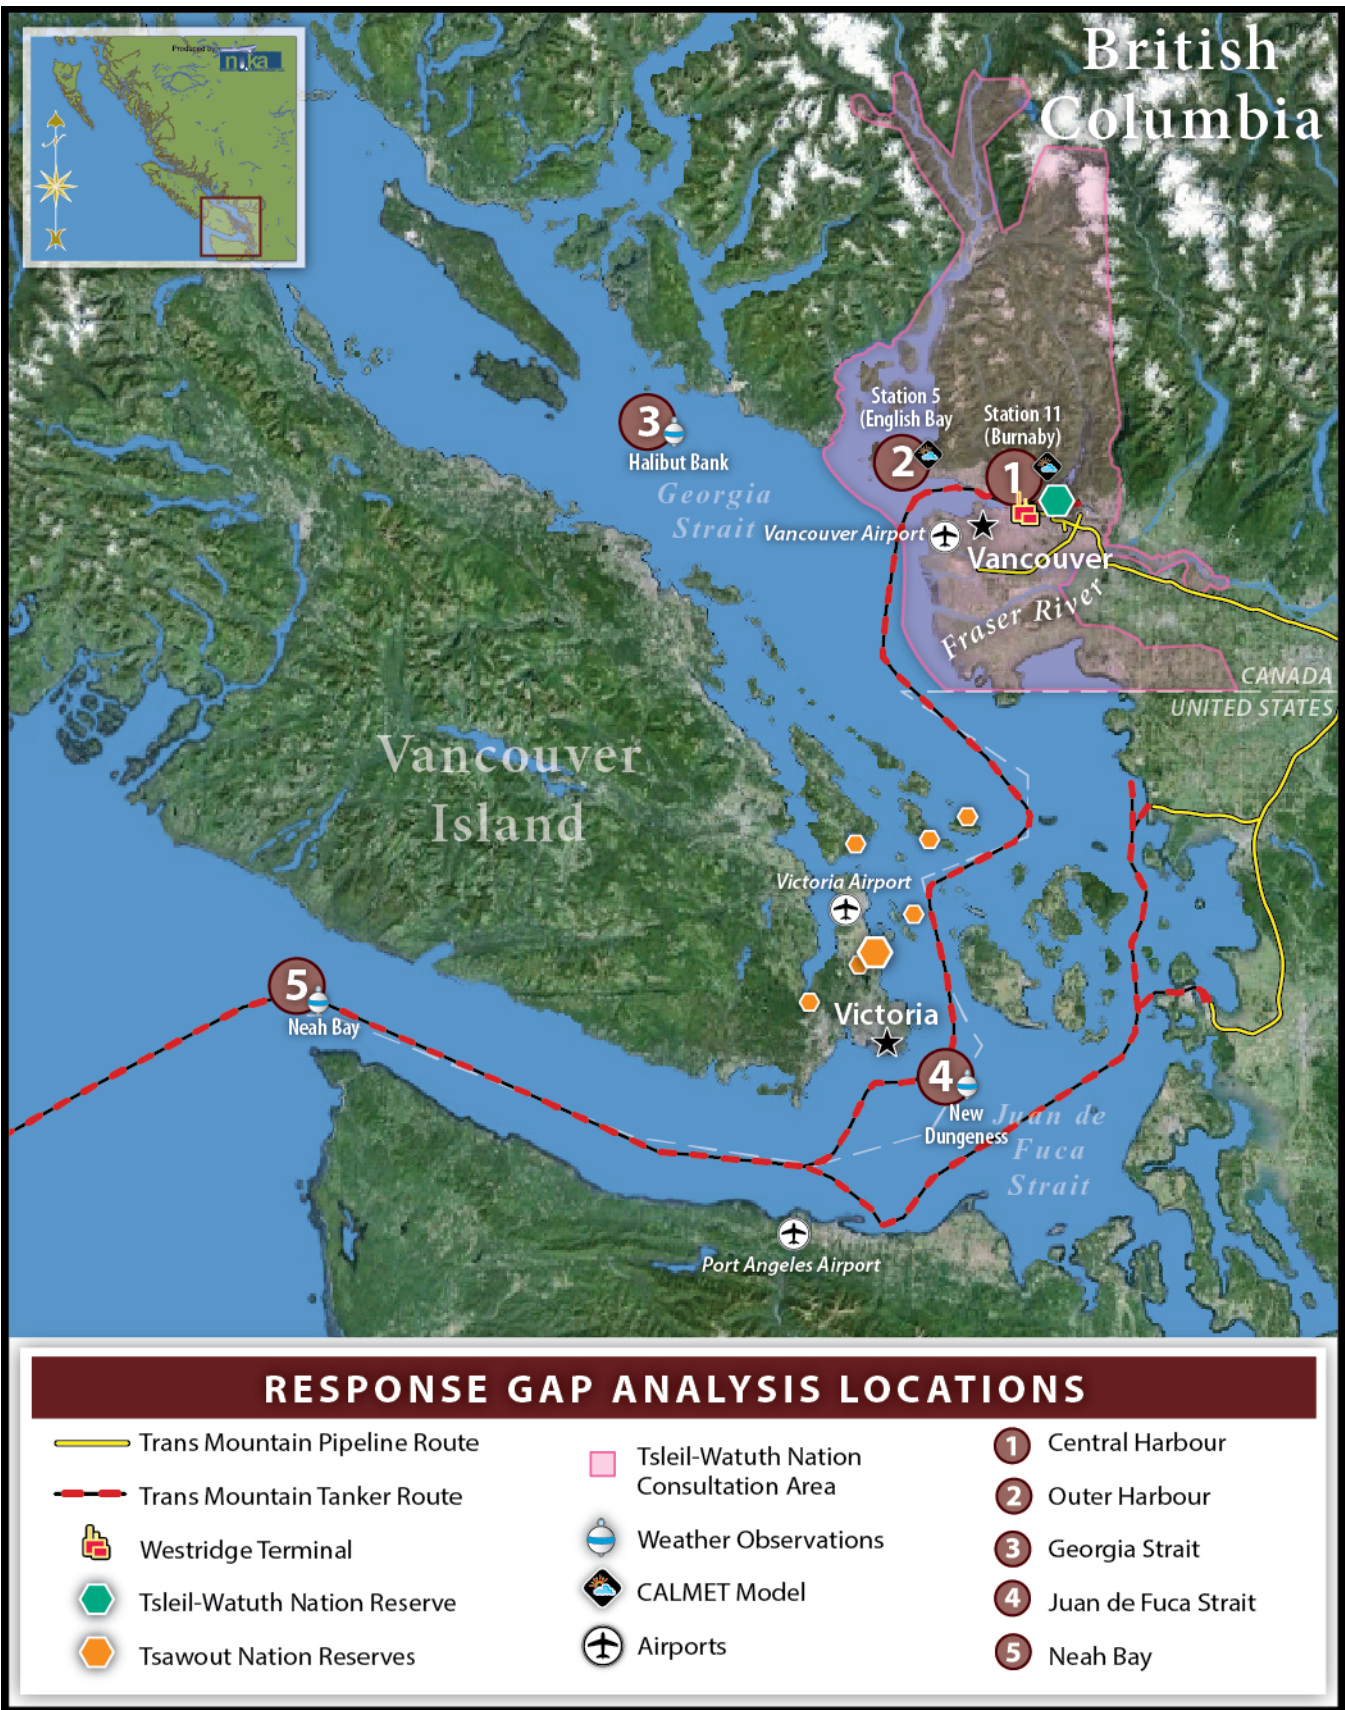 Produced by
nuka
N
British
Columbia
Station 5
(English Bay
Station 11
(Burnaby)
3
2
1
Halibut Bank
Georgia
Strait
Vancouver Airport
Vancouver
Fraser River
CANADA
UNITED STATES
Vancouver
Island
Victoria Airport
5
Neah Bay
Victoria
4
New
Dungeness
Juan de
Fuca
Strait
Port Angeles Airport
RESPONSE GAP ANALYSIS LOCATIONS
Trans Mountain Pipeline Route
Trans Mountain Tanker Route
Westridge Terminal
Tsleil-Watuth Nation Reserve
Tsawout Nation Reserves
Tsleil-Watuth Nation
Consultation Area
Weather Observations
CALMET Model
Airports
1 Central Harbour
2 Outer Harbour
3 Georgia Strait
4 Juan de Fuca Strait
5 Neah Bay